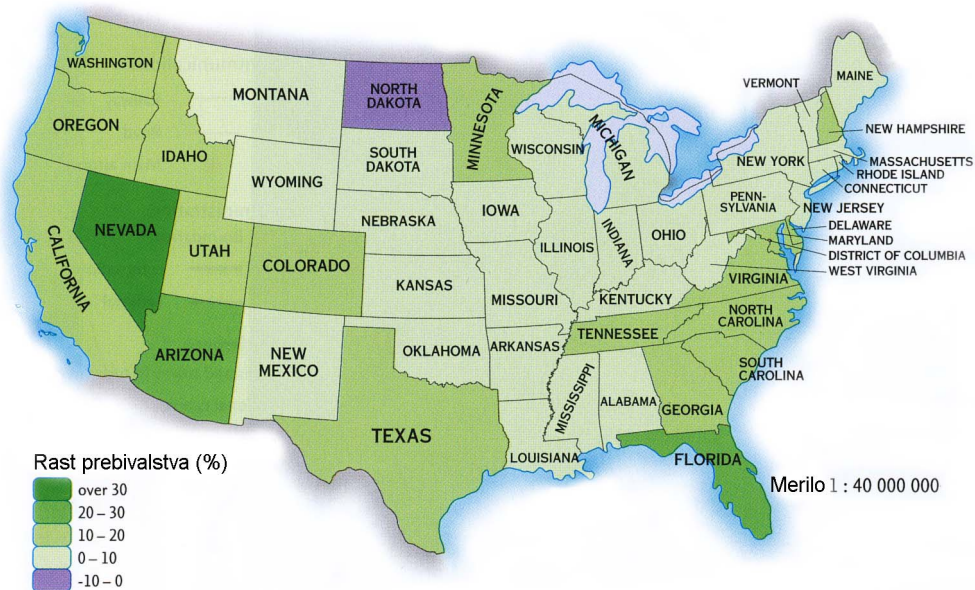 WASHINGTON
OREGON
IDAHO
MONTANA
NORTH
DAKOTA
SOUTH
DAKOTA
MINNESOTA
WISCONSIN
MICHIGAN
VERMONT
MAINE
NEW HAMPSHIRE
MASSACHUSETTS
RHODE ISLAND
CONNECTICUT
NEW YORK
PENN-
SYLVANIA
NEW JERSEY
DELAWARE
MARYLAND
DISTRICT OF COLUMBIA
WEST VIRGINIA
WYOMING
NEBRASKA
IOWA
ILLINOIS
INDIANA
OHIO
NEVADA
UTAH
COLORADO
CALIFORNIA
KANSAS
MISSOURI
KENTUCKY
VIRGINIA
NORTH
CAROLINA
TENNESSEE
SOUTH
CAROLINA
ARIZONA
NEW
MEXICO
OKLAHOMA
ARKANSAS
MISSISSIPPI
ALABAMA
GEORGIA
TEXAS
LOUISIANA
FLORIDA
Merilo 1 : 40 000 000
Rast prebivalstva (%)
over 30
20 – 30
10 – 20
0 – 10
-10 – 0